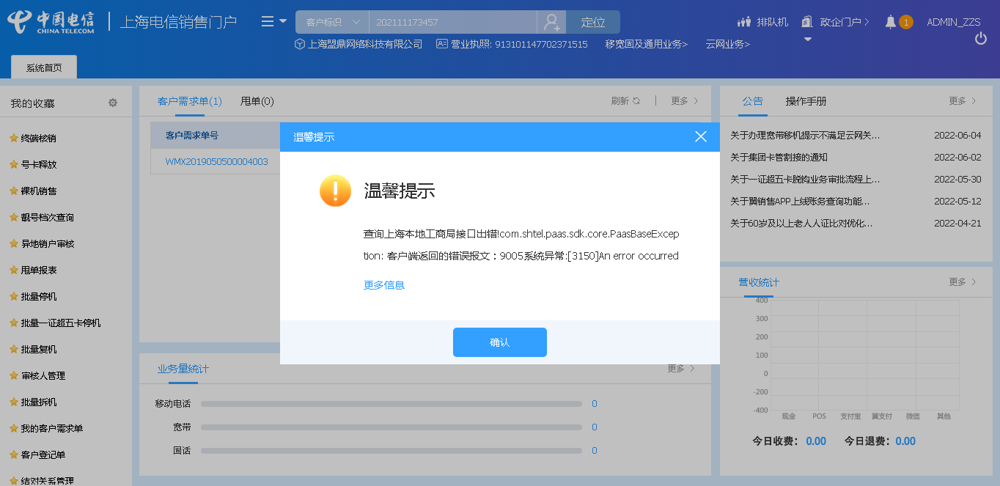 中国电信
CHINA TELECOM
上海电信销售门户
客户标识
202111173457
定位
排队机
政企门户
1
ADMIN_ZZS
上海盟鼎网络科技有限公司
营业执照: 913101147702371515
移宽固及通用业务>
云网业务>
系统首页
我的收藏
终端核销
号卡释放
裸机销售
靓号档次查询
异地销户审核
甩单报表
批量停机
批量一证超五卡停机
批量复机
审核人管理
批量拆机
我的客户需求单
客户登记单
结对关系管理
客户需求单(1)
甩单(0)
刷新
更多
客户需求单号
WMX2019050500004003
温馨提示
温馨提示
查询上海本地工商局接口出错!com.shtel.paas.sdk.core.PaasBaseExcep
tion: 客户端返回的错误报文：9005系统异常:[3150]An error occurred
更多信息
确认
业务量统计
更多
移动电话
0
宽带
0
固话
0
公告
操作手册
更多
关于办理宽带移机提示不满足云网关...
2022-06-04
关于集团卡管割接的通知
2022-06-02
关于一证超五卡脱钩业务审批流程上...
2022-05-30
关于翼销售APP上线账务查询功能...
2022-05-12
关于60岁及以上老人人证比对优化...
2022-04-21
营收统计
更多
400
300
200
100
0
-200
-400
现金
POS
支付宝
翼支付
微信
其他
今日收费： 0.00
今日退费： 0.00